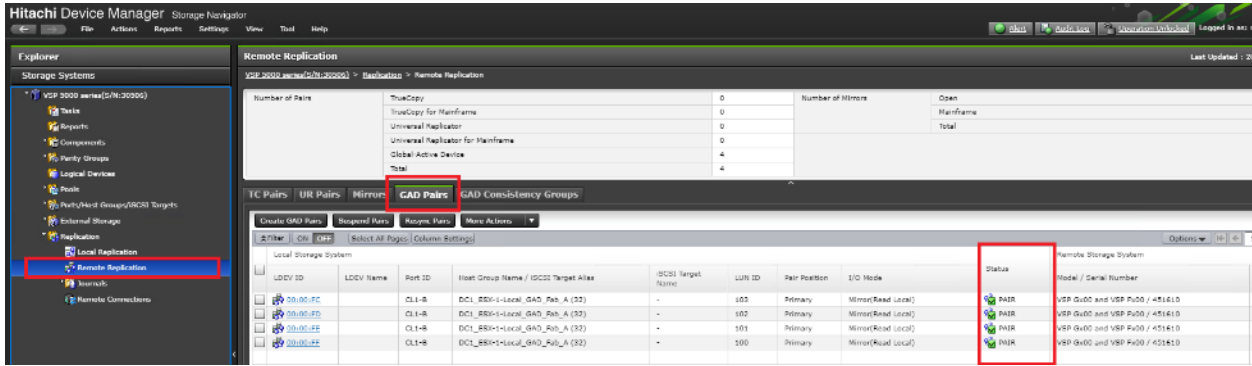 Hitachi Device Manager Storage Navigator
File Actions Reports Settings View Tool Help
Alert
Logged in as:
Explorer
Storage Systems
VSP 5000 series(S/N:30506)
Tasks
Reports
Components
Parity Groups
Logical Devices
Pools
Ports/Host Groups/iSCSI Targets
External Storage
Replication
Local Replication
Remote Replication
Journals
Remote Connections
Remote Replication
Last Updated : 20
VSP 5000 series(S/N:30506) > Replication > Remote Replication
Number of Pairs TrueCopy 0 Number of Mirrors Open
TrueCopy for Mainframe 0 Mainframe
Universal Replicator 0 Total
Universal Replicator for Mainframe 0
Global-Active Device 4
Total 4
TC Pairs UR Pairs Mirrors GAD Pairs GAD Consistency Groups
Create GAD Pairs Suspend Pairs Resync Pairs More Actions
Filter ON OFF Select All Pages Column Settings Options
Local Storage System Status Remote Storage System
LDEV ID LDEV Name Port ID Host Group Name / iSCSI Target Alias iSCSI Target Name LUN ID Pair Position I/O Mode Model / Serial Number
00:00:FC CL1-B DC1_ESX-1-Local_GAD_Fab_A (32) - 103 Primary Mirror(Read Local) PAIR VSP Gx00 and VSP Fx00 / 451610
00:00:FD CL1-B DC1_ESX-1-Local_GAD_Fab_A (32) - 102 Primary Mirror(Read Local) PAIR VSP Gx00 and VSP Fx00 / 451610
00:00:FE CL1-B DC1_ESX-1-Local_GAD_Fab_A (32) - 101 Primary Mirror(Read Local) PAIR VSP Gx00 and VSP Fx00 / 451610
00:00:FF CL1-B DC1_ESX-1-Local_GAD_Fab_A (32) - 100 Primary Mirror(Read Local) PAIR VSP Gx00 and VSP Fx00 / 451610